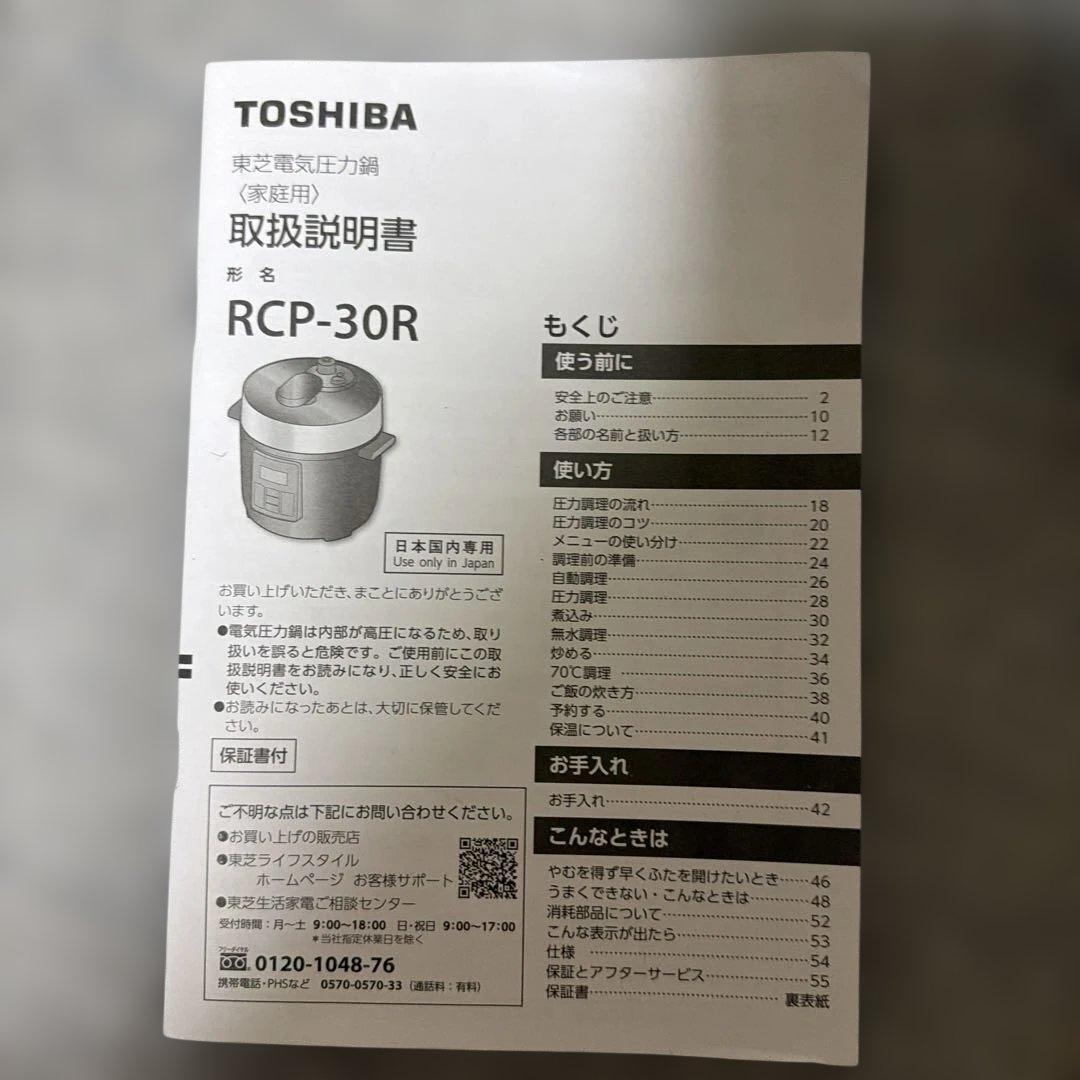 TOSHIBA
東芝電気圧力鍋
〈家庭用〉
取扱説明書
形 名
RCP-30R
日本国内専用
Use only in Japan
お買い上げいただき、まことにありがとうござ
います。
●電気圧力鍋は内部が高圧になるため、取り
扱いを誤ると危険です。ご使用前にこの取
扱説明書をお読みになり、正しく安全にお
使いください。
●お読みになったあとは、大切に保管してくだ
さい。
保証書付
ご不明な点は下記にお問い合わせください。
●お買い上げの販売店
●東芝ライフスタイル
ホームページ お客様サポート
●東芝生活家電ご相談センター
受付時間：月〜土 9:00〜18:00 日・祝日 9:00〜17:00
＊当社指定休業日を除く
フリーダイヤル
0120-1048-76
携帯電話・PHSなど 0570-0570-33（通話料：有料）
もくじ
使う前に
安全上のご注意 2
お願い 10
各部の名前と扱い方 12
使い方
圧力調理の流れ 18
圧力調理のコツ 20
メニューの使い分け 22
調理前の準備 24
自動調理 26
圧力調理 28
煮込み 30
無水調理 32
炒める 34
70℃調理 36
ご飯の炊き方 38
予約する 40
保温について 41
お手入れ
お手入れ 42
こんなときは
やむを得ず早くふたを開けたいとき 46
うまくできない・こんなときは 48
消耗部品について 52
こんな表示が出たら 53
仕様 54
保証とアフターサービス 55
保証書 裏表紙